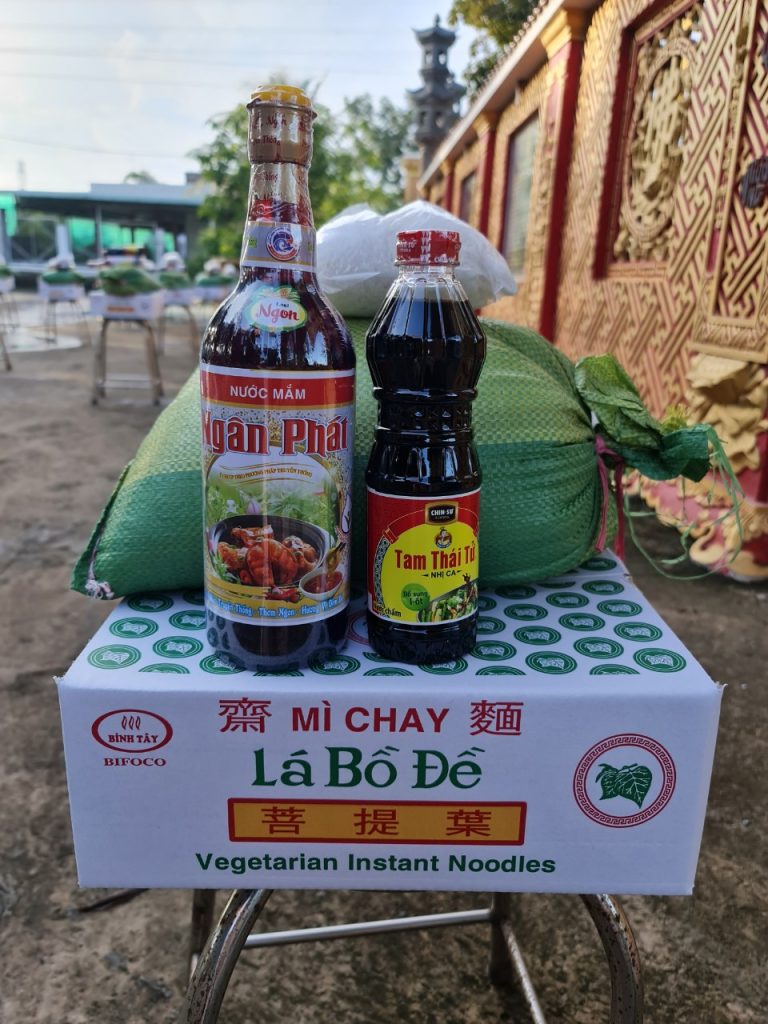 Ngon
NƯỚC MẮM
Ngân Phát
CHIN-SU
Tam Thái Tử
NHỊ CA
BÌNH TÂY
BIFOCO
齋 MÌ CHAY 麵
Lá Bồ Đề
菩提葉
Vegetarian Instant Noodles